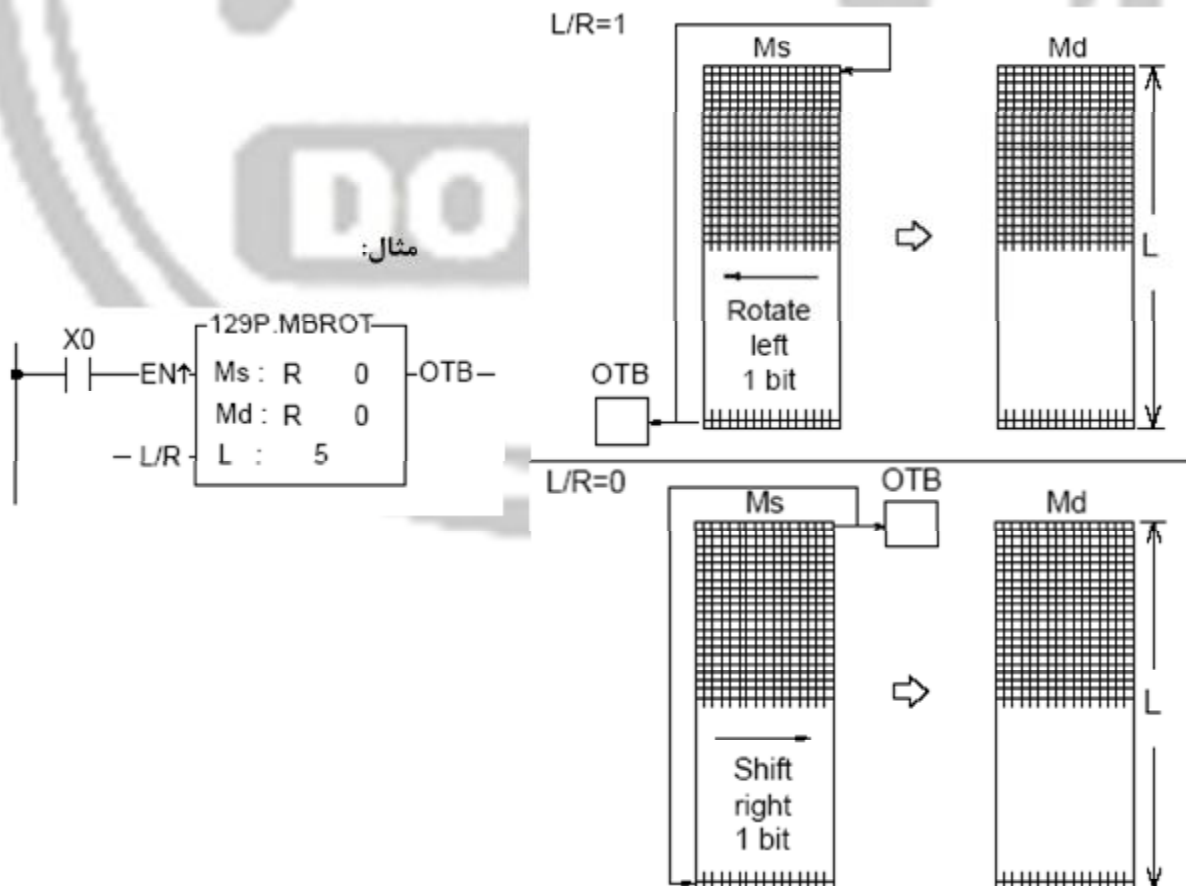 L/R=1
Ms
Md
DO
مثال:
X0
129P.MBROT
EN↑
Ms : R 0
OTB
Md : R 0
L/R
L : 5
Rotate
left
1 bit
OTB
L
L/R=0
Ms
OTB
Md
Shift
right
1 bit
L